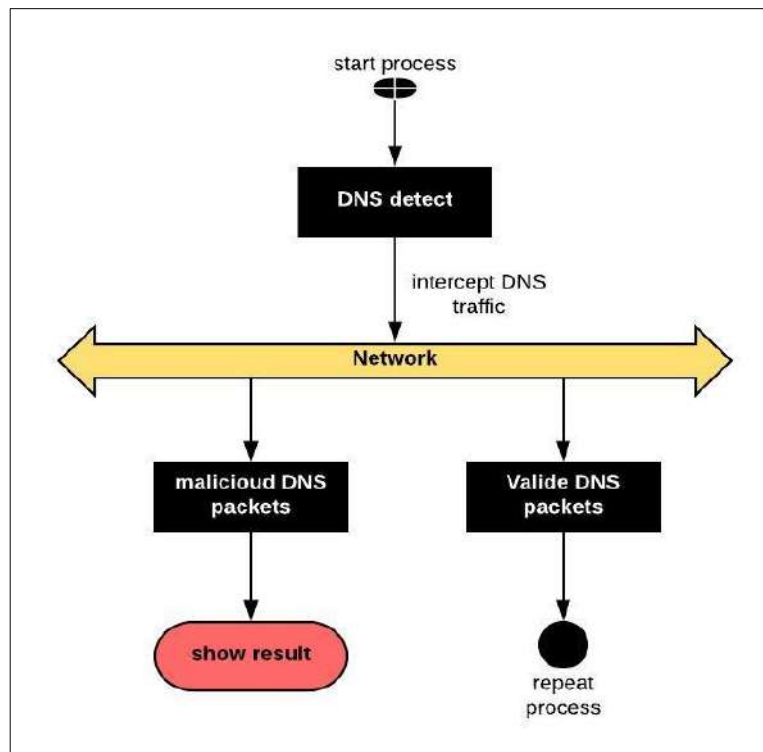 start process
DNS detect
intercept DNS
traffic
Network
malicioud DNS
packets
Valide DNS
packets
show result
repeat
process